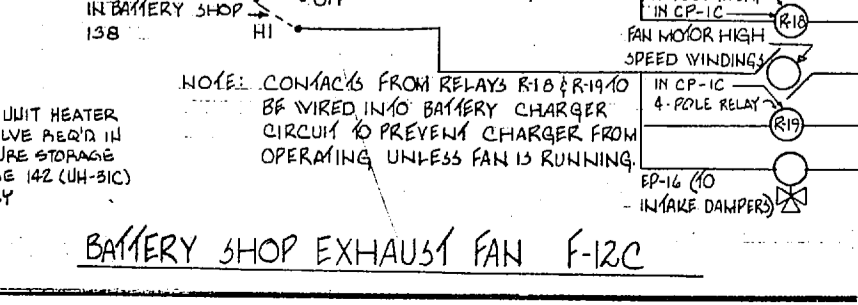 OFF
IN BATTERY SHOP
138
HI
IN CP-1C
R-18
FAN MOTOR HIGH
SPEED WINDINGS
NOTE: CONTACTS FROM RELAYS R-18 & R-19 TO
BE WIRED INTO BATTERY CHARGER
CIRCUIT TO PREVENT CHARGER FROM
OPERATING UNLESS FAN IS RUNNING.
IN CP-1C
4-POLE RELAY
R-19
UNIT HEATER
LVE REQ'D IN
URE STORAGE
E 142 (UH-31C)
Y
EP-16 (TO
INTAKE DAMPERS)
BATTERY SHOP EXHAUST FAN F-12C